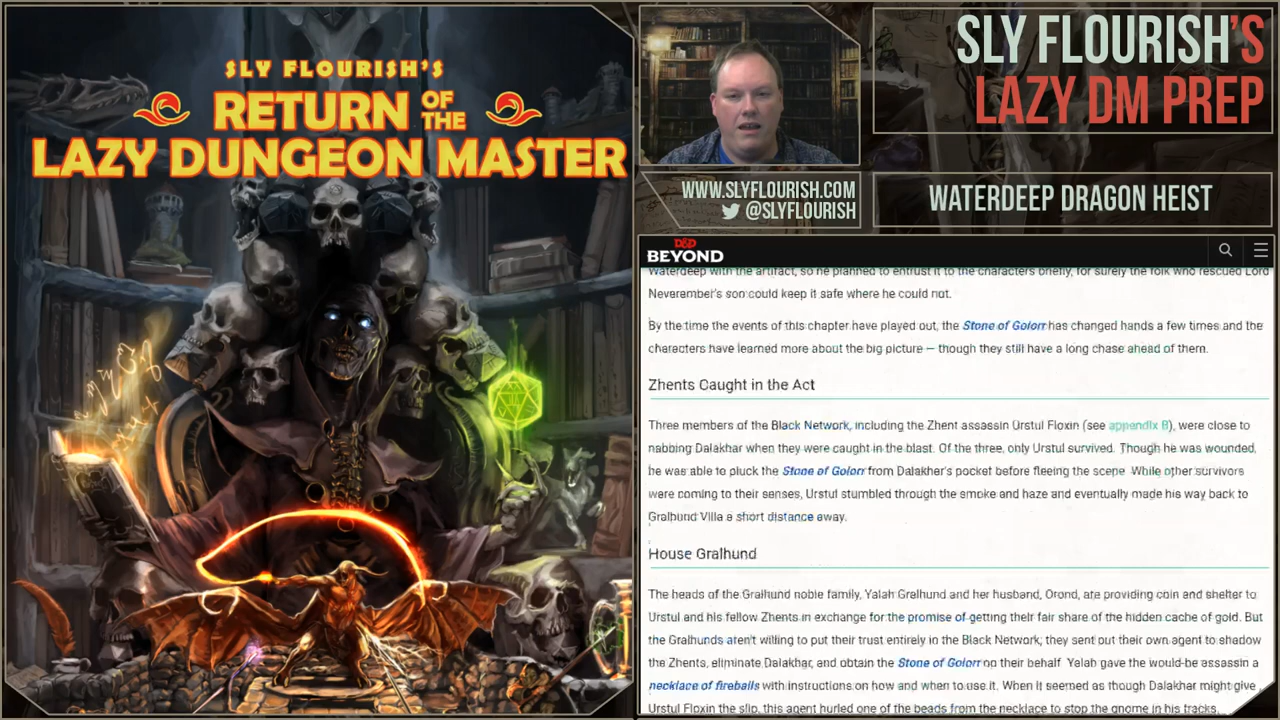 SLY FLOURISH'S
RETURN OF THE
LAZY DUNGEON MASTER
SLY FLOURISH'S
LAZY DM PREP
WWW.SLYFLOURISH.COM
@SLYFLOURISH
WATERDEEP DRAGON HEIST
D&D
BEYOND
Waterdeep with the artifact, so he planned to entrust it to the characters briefly, for surely the folk who rescued Lord
Neverember's son could keep it safe where he could not.
By the time the events of this chapter have played out, the Stone of Golorr has changed hands a few times and the
characters have learned more about the big picture — though they still have a long chase ahead of them.
Zhents Caught in the Act
Three members of the Black Network, including the Zhent assassin Urstul Floxin (see appendix B), were close to
nabbing Dalakhar when they were caught in the blast. Of the three, only Urstul survived. Though he was wounded,
he was able to pluck the Stone of Golorr from Dalakhar's pocket before fleeing the scene. While other survivors
were coming to their senses, Urstul stumbled through the smoke and haze and eventually made his way back to
Gralhund Villa a short distance away.
House Gralhund
The heads of the Gralhund noble family, Yalah Gralhund and her husband, Orond, are providing coin and shelter to
Urstul and his fellow Zhents in exchange for the promise of getting their fair share of the hidden cache of gold. But
the Gralhunds aren't willing to put their trust entirely in the Black Network; they sent out their own agent to shadow
the Zhents, eliminate Dalakhar, and obtain the Stone of Golorr on their behalf. Yalah gave the would-be assassin a
necklace of fireballs with instructions on how and when to use it. When it seemed as though Dalakhar might give
Urstul Floxin the slip, this agent hurled one of the beads from the necklace to stop the gnome in his tracks.